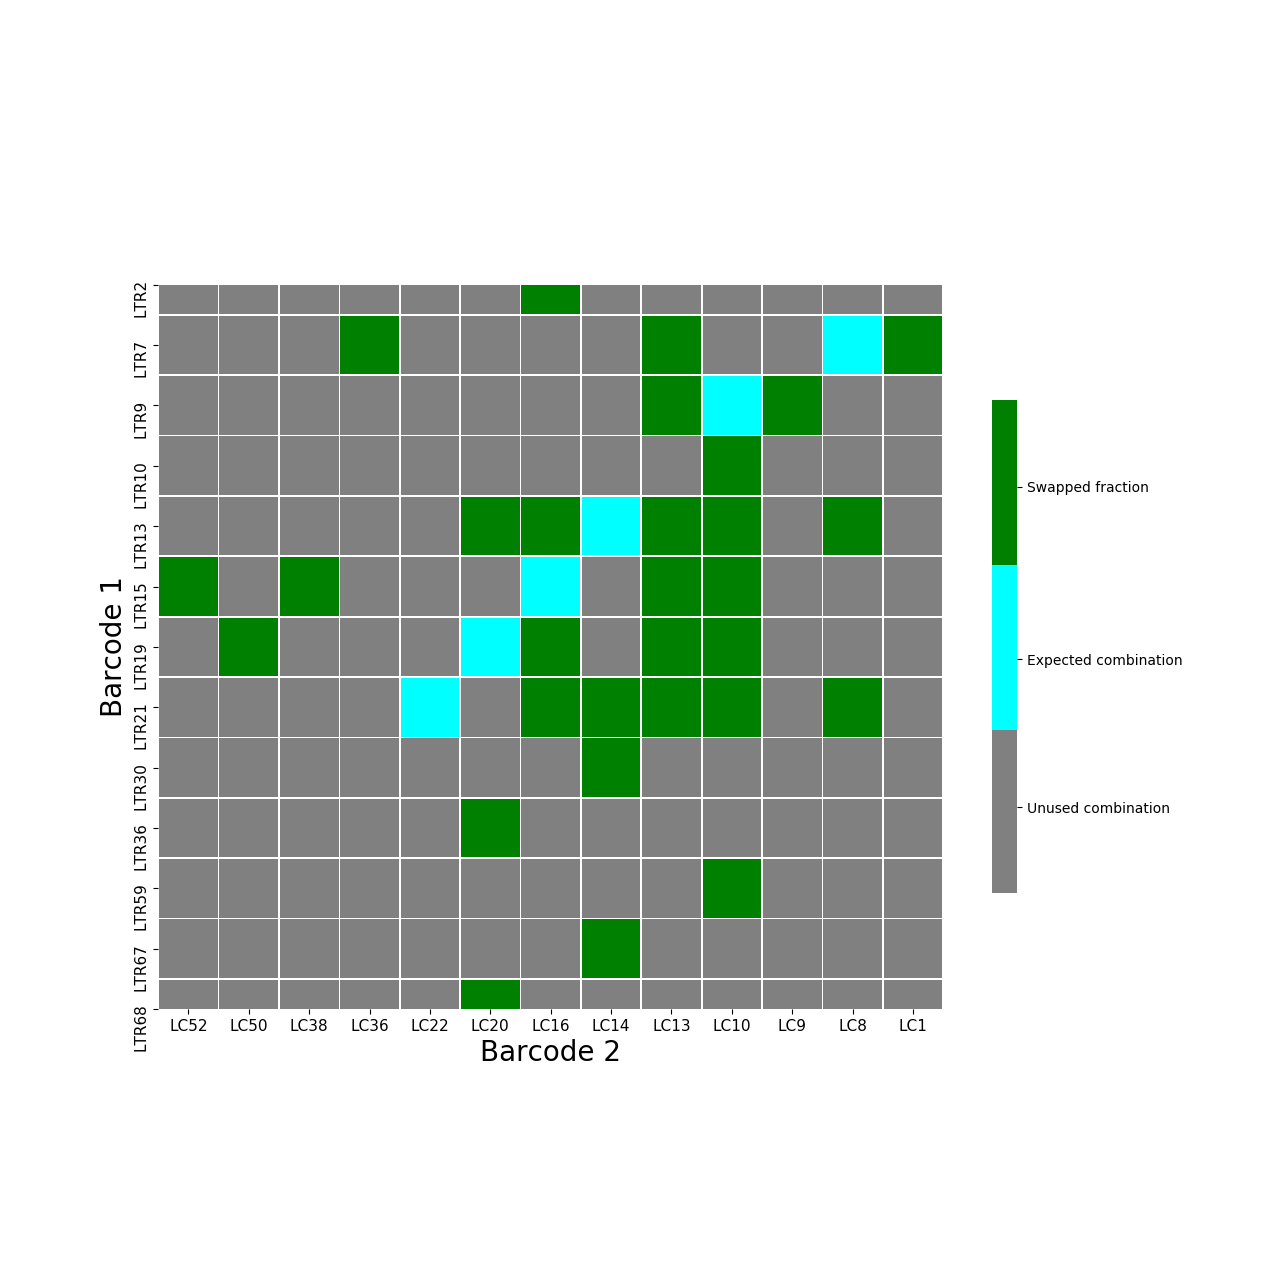 LTR2
LTR7
LTR9
LTR10
LTR13
LTR15
LTR19
LTR21
LTR30
LTR36
LTR59
LTR67
LTR68
Barcode 1
LC52 LC50 LC38 LC36 LC22 LC20 LC16 LC14 LC13 LC10 LC9 LC8 LC1
Barcode 2
Swapped fraction
Expected combination
Unused combination